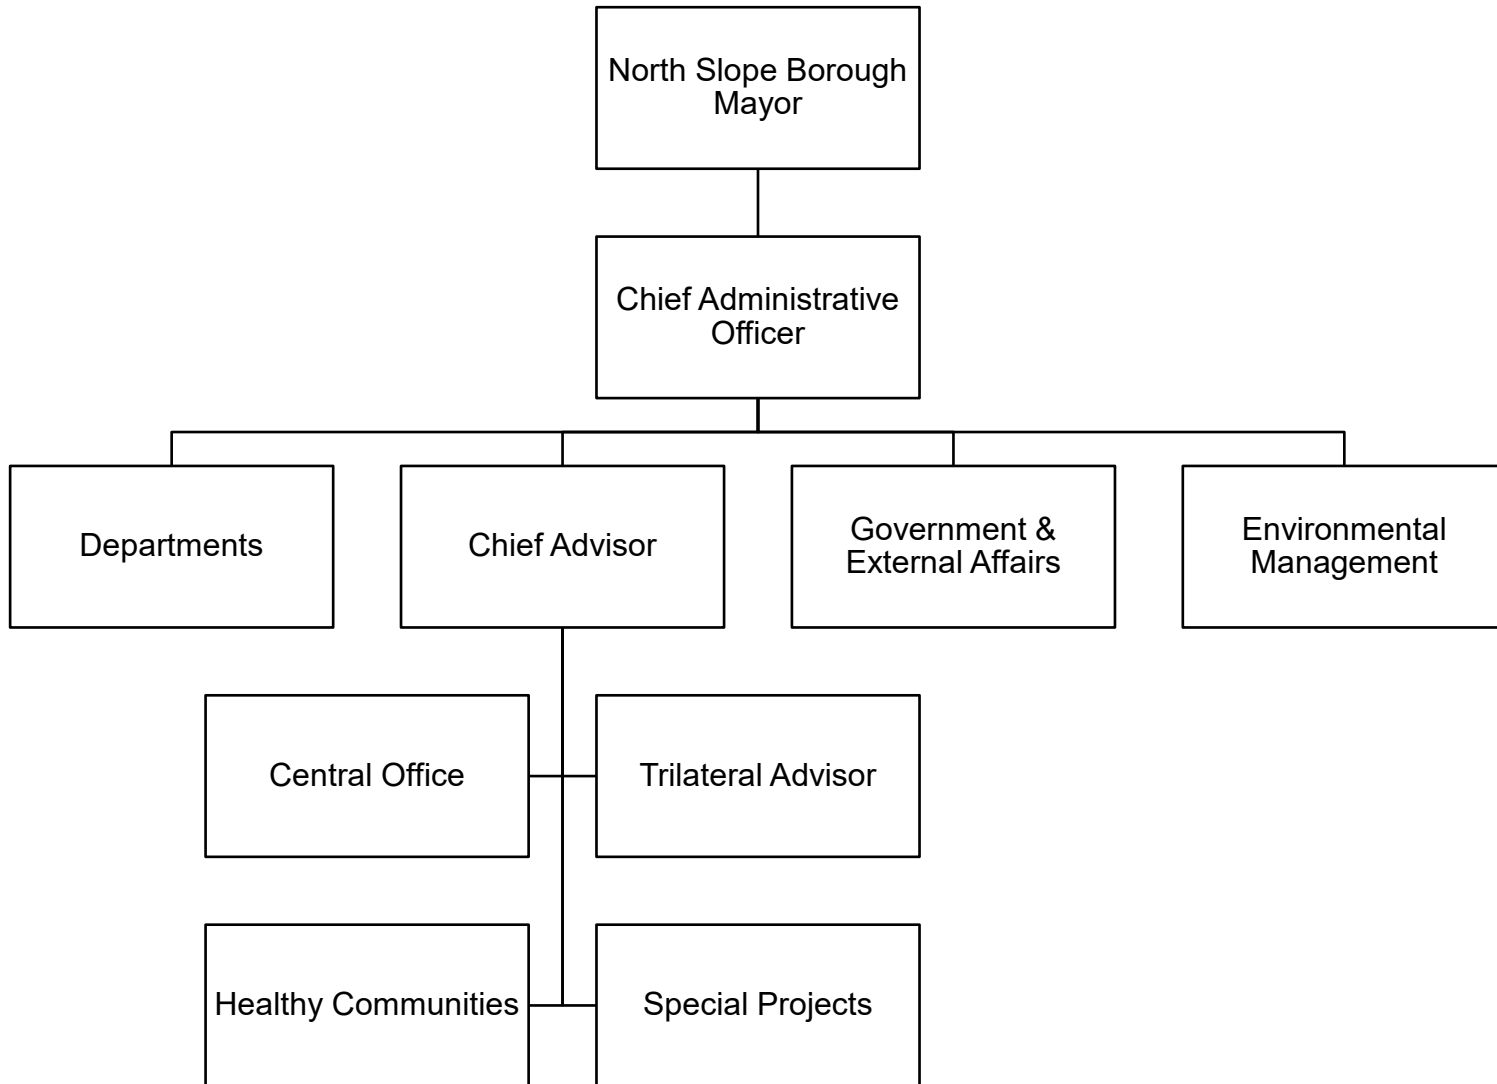 North Slope Borough
Mayor
Chief Administrative
Officer
Departments
Chief Advisor
Government &
External Affairs
Environmental
Management
Central Office
Trilateral Advisor
Healthy Communities
Special Projects